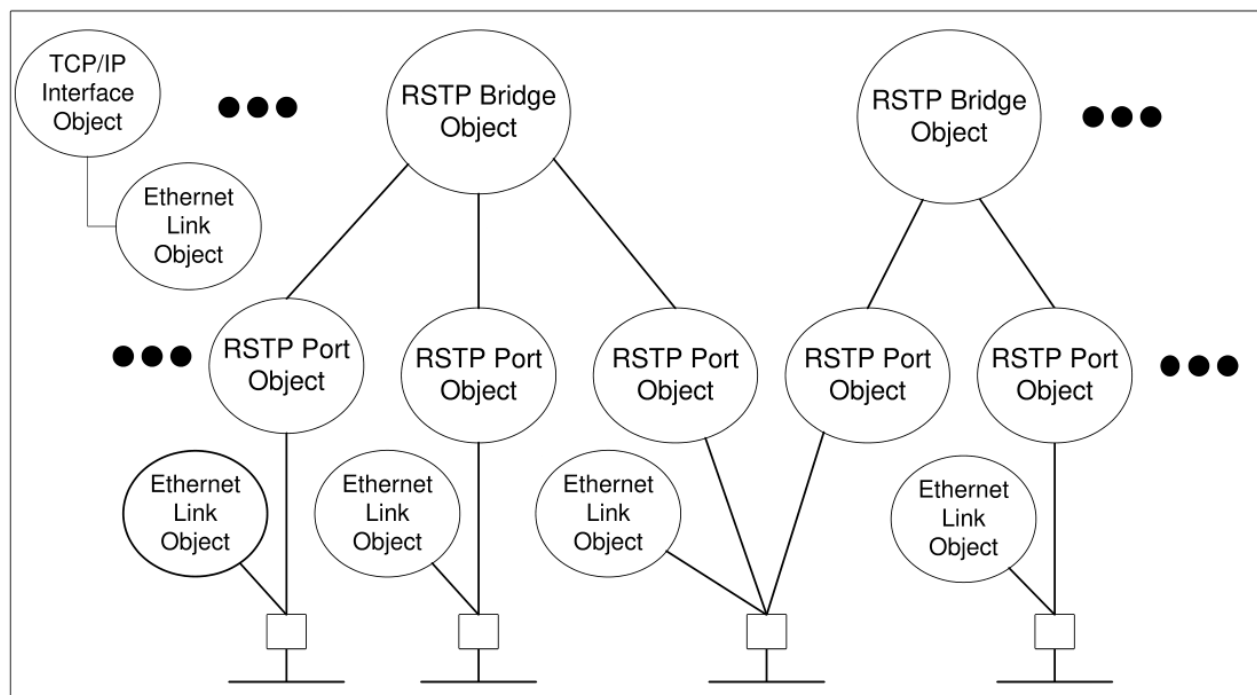 TCP/IP
Interface
Object
RSTP Bridge
Object
RSTP Bridge
Object
Ethernet
Link
Object
RSTP Port
Object
RSTP Port
Object
RSTP Port
Object
RSTP Port
Object
RSTP Port
Object
Ethernet
Link
Object
Ethernet
Link
Object
Ethernet
Link
Object
Ethernet
Link
Object